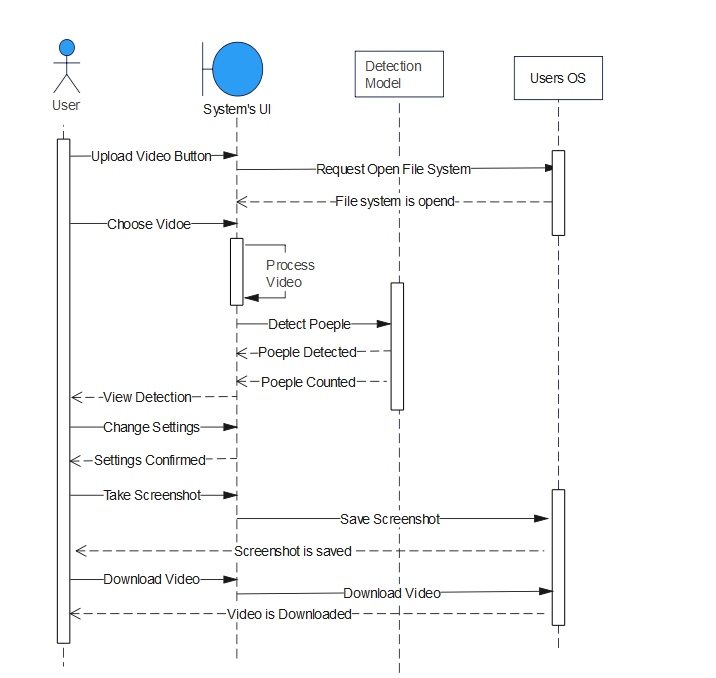 User
System's UI
Detection
Model
Users OS
Upload Video Button
Request Open File System
File system is opend
Choose Vidoe
Process
Video
Detect Poeple
Poeple Detected
Poeple Counted
View Detection
Change Settings
Settings Confirmed
Take Screenshot
Save Screenshot
Screenshot is saved
Download Video
Download Video
Video is Downloaded